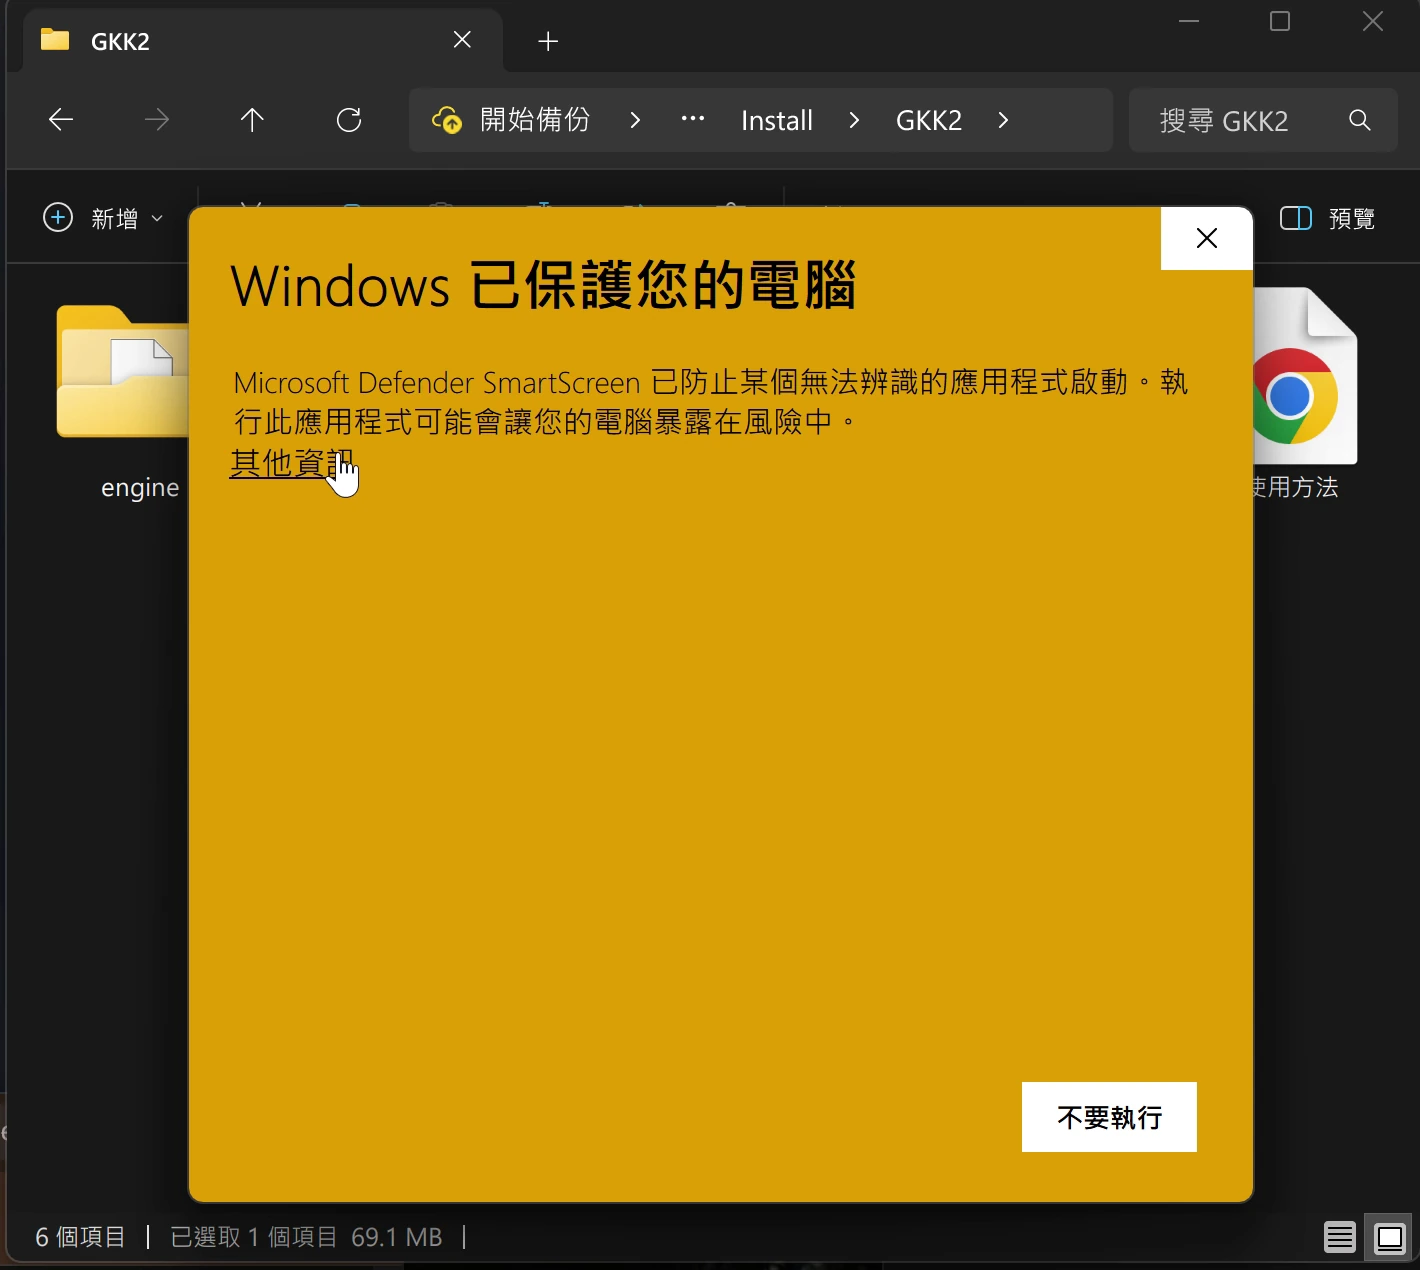 GKK2
開始備份 > ... Install > GKK2 >
搜尋 GKK2
新增
預覽
Windows 已保護您的電腦
Microsoft Defender SmartScreen 已防止某個無法辨識的應用程式啟動。執
行此應用程式可能會讓您的電腦暴露在風險中。
其他資訊
engine
使用方法
不要執行
6 個項目 | 已選取 1 個項目 69.1 MB |